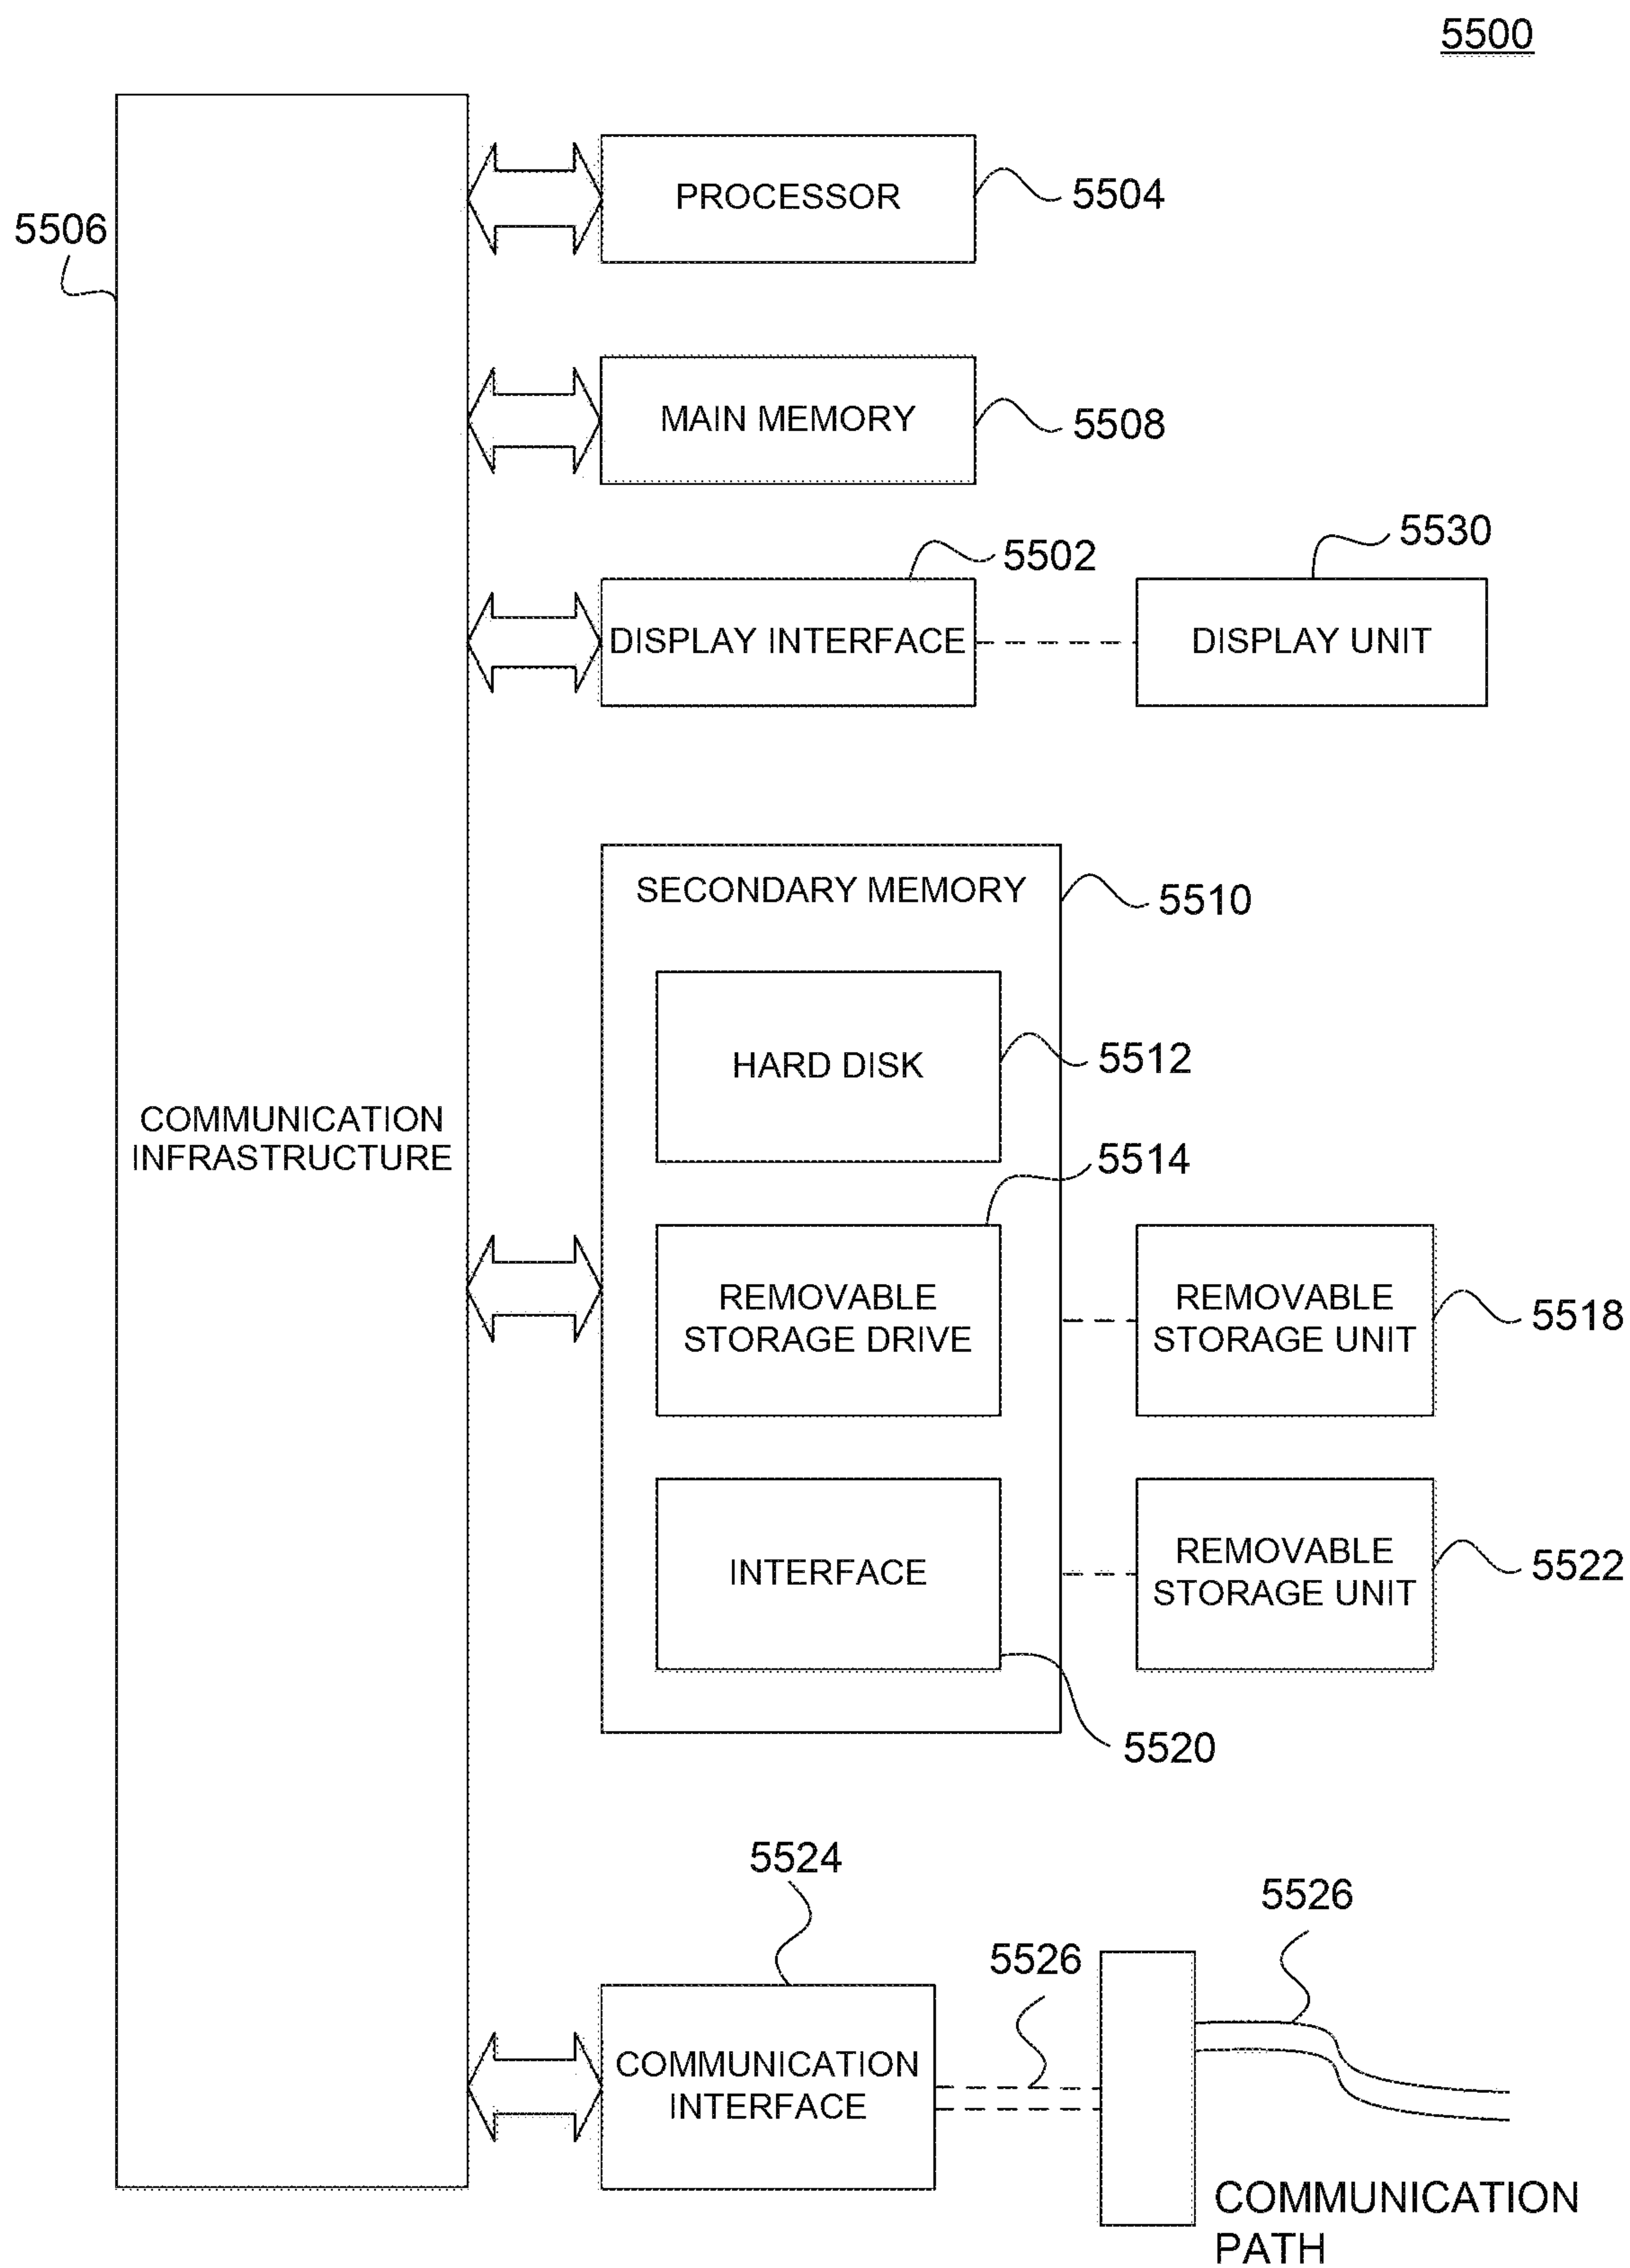 5500
5506
PROCESSOR
5504
MAIN MEMORY
5508
5502
5530
DISPLAY INTERFACE
DISPLAY UNIT
SECONDARY MEMORY
5510
HARD DISK
5512
COMMUNICATION
INFRASTRUCTURE
5514
REMOVABLE
STORAGE DRIVE
REMOVABLE
STORAGE UNIT
5518
INTERFACE
REMOVABLE
STORAGE UNIT
5522
5520
5524
5526
5526
COMMUNICATION
INTERFACE
COMMUNICATION
PATH